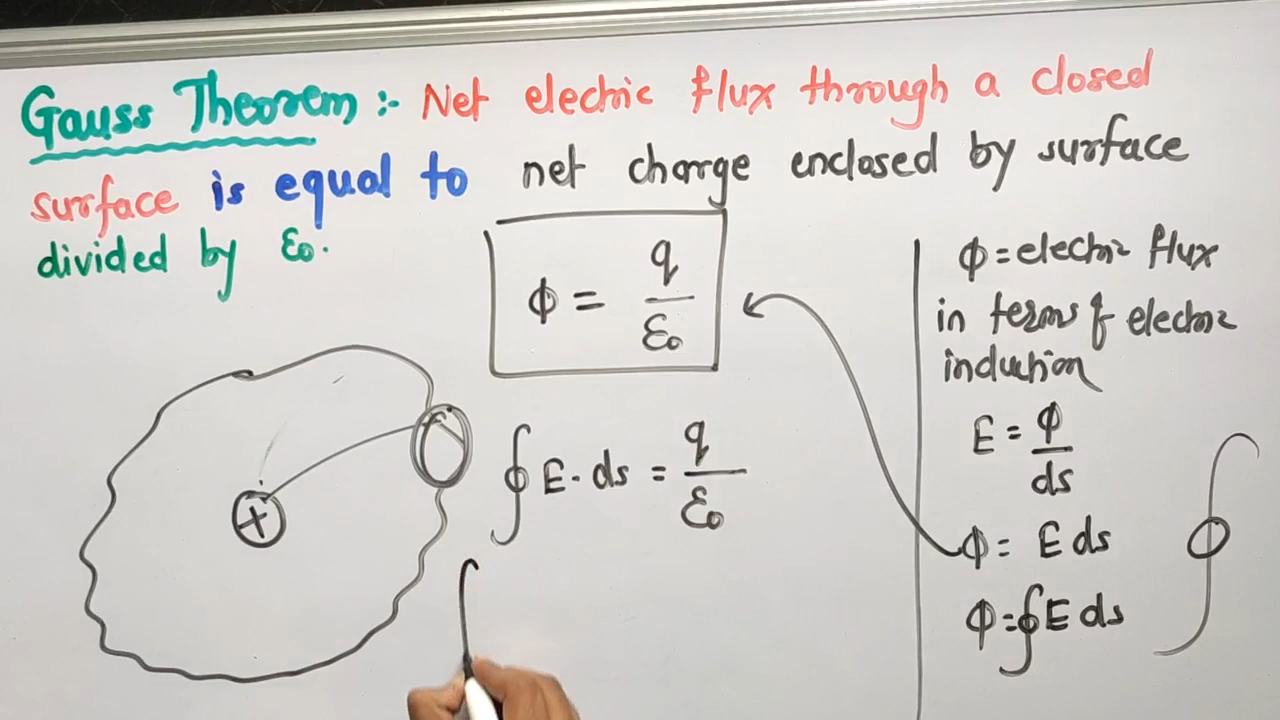 Gauss Theorem :- Net electric flux through a closed
surface is equal to net charge enclosed by surface
divided by ε₀.
ϕ = q/ε₀
∮ E. ds = q/ε₀
+
ϕ = electric flux
in terms of electric
induction
E = ϕ/ds
ϕ = E ds
ϕ = ∮ E ds
∮